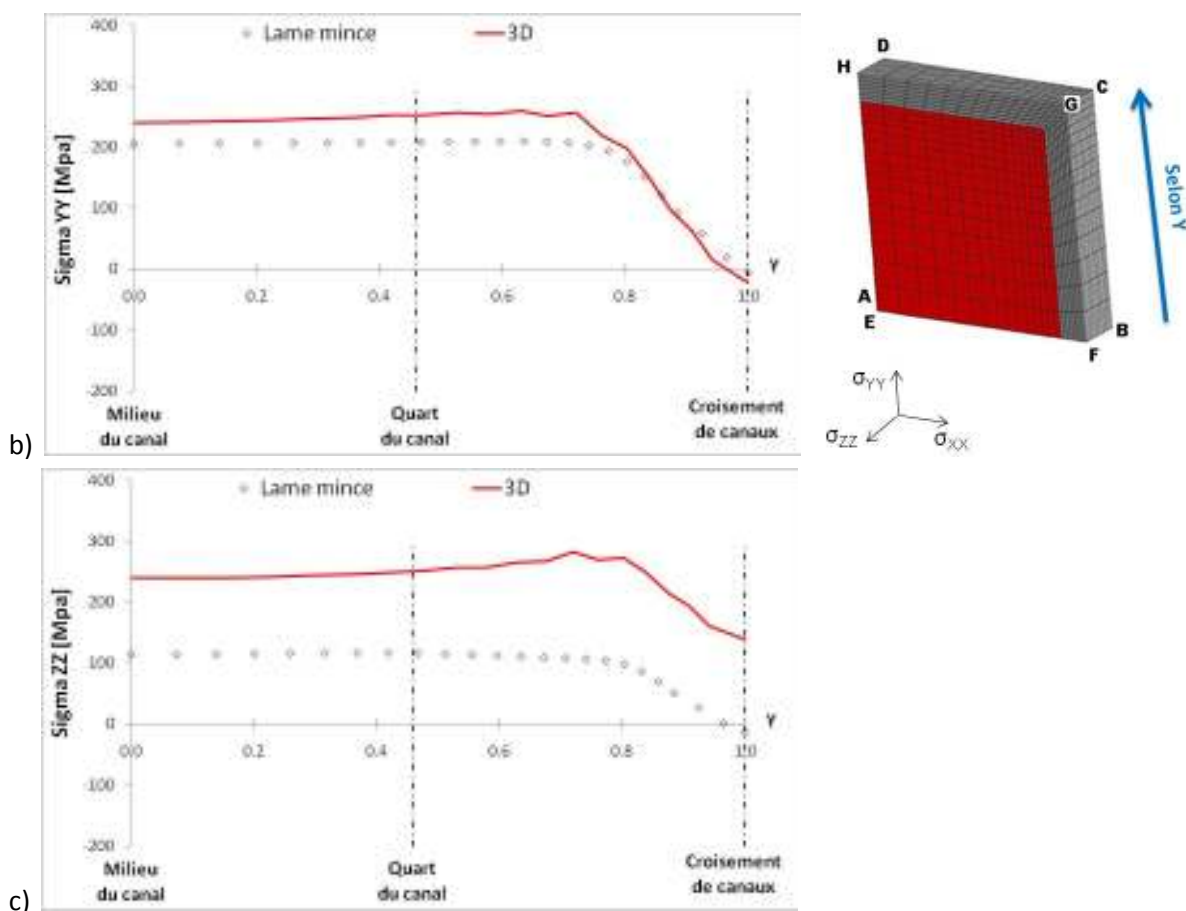 400
Lame mince
3D
300
200
100
0
-100
-200
Sigma YY [Mpa]
Y
0.0
0.2
0.4
0.6
0.8
1.0
Milieu
du canal
Quart
du canal
Croisement
de canaux
b)
D
H
C
G
A
E
B
F
Selon Y
σYY
σZZ
σXX
400
Lame mince
3D
300
200
100
0
-100
-200
Sigma ZZ [Mpa]
Y
0.0
0.2
0.4
0.6
0.8
1.0
Milieu
du canal
Quart
du canal
Croisement
de canaux
c)